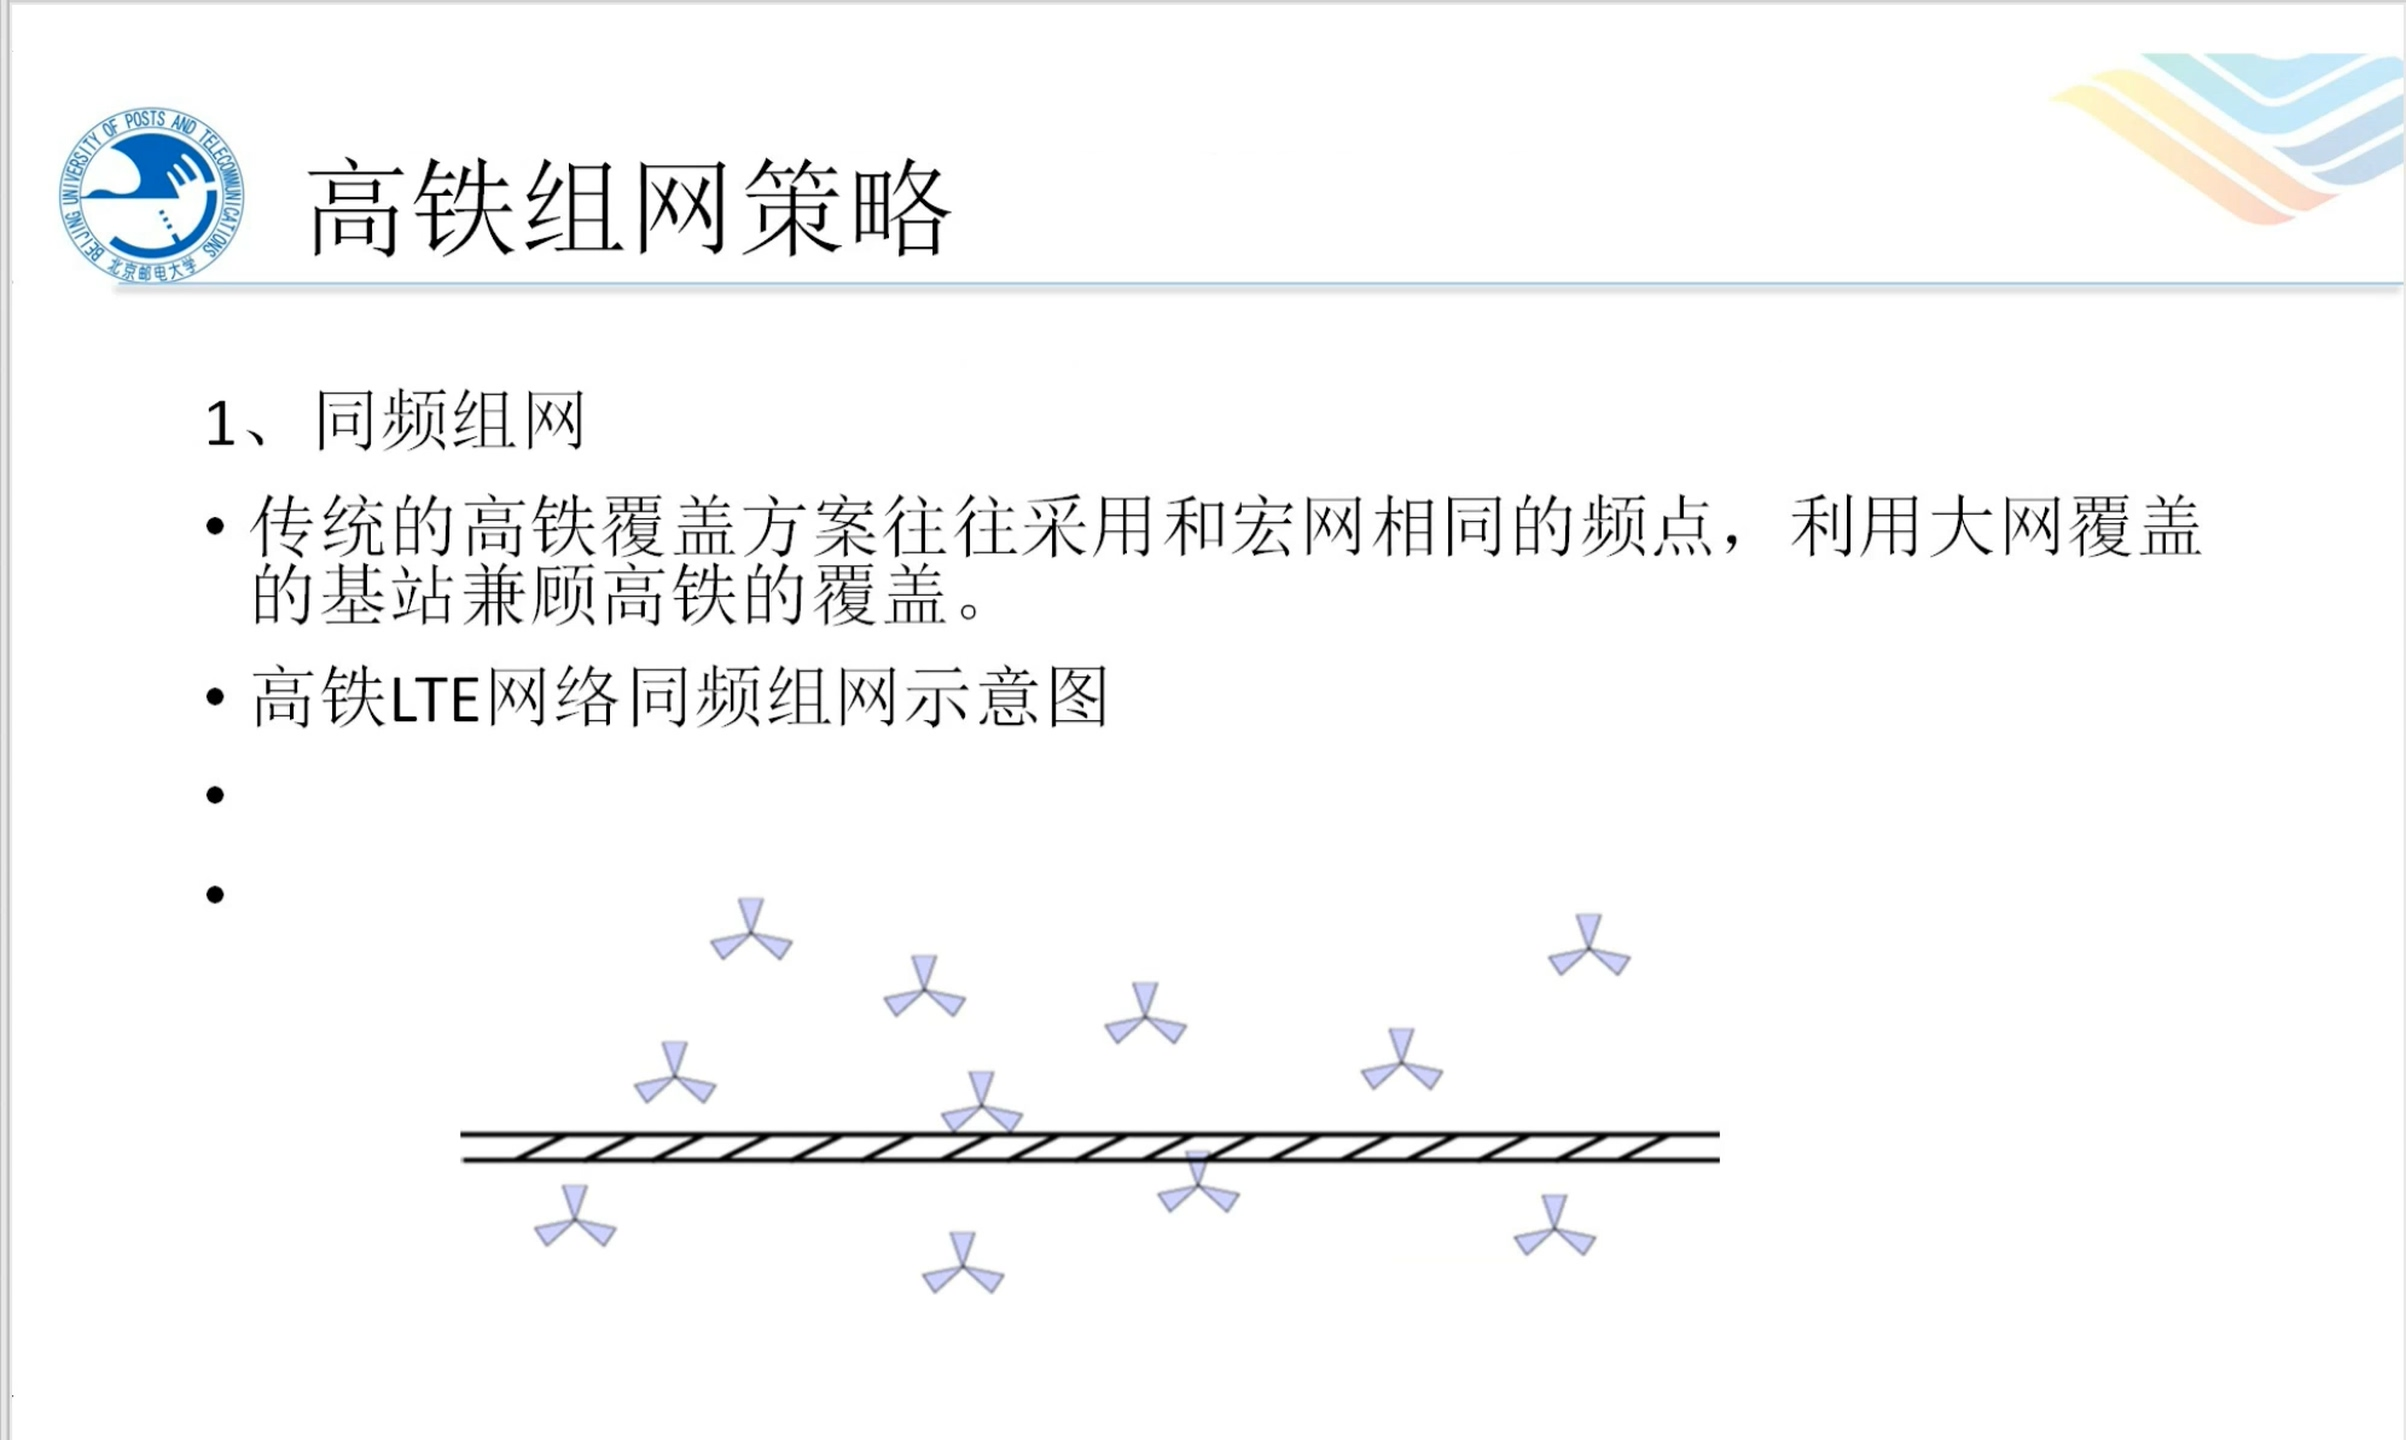 BEIJING UNIVERSITY OF POSTS AND TELECOMMUNICATIONS
北京邮电大学
高铁组网策略
1、同频组网
• 传统的高铁覆盖方案往往采用和宏网相同的频点，利用大网覆盖
的基站兼顾高铁的覆盖。
• 高铁LTE网络同频组网示意图
•
•